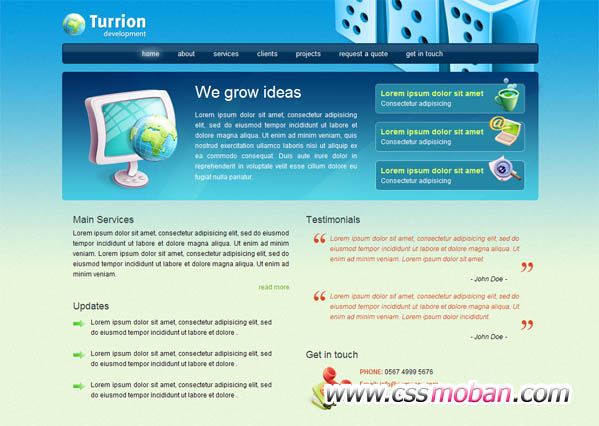 Turrion
development
home about services clients projects request a quote get in touch
We grow ideas
Lorem ipsum dolor sit amet, consectetur adipisicing
elit, sed do eiusmod tempor incididunt ut labore et
dolore magna aliqua. Ut enim ad minim veniam, quis
nostrud exercitation ullamco laboris nisi ut aliquip ex
ea commodo consequat. Duis aute irure dolor in
reprehenderit in voluptate velit esse cillum dolore eu
fugiat nulla pariatur.
Lorem ipsum dolor sit amet
Consectetur adipisicing
Lorem ipsum dolor sit amet
Consectetur adipisicing
Lorem ipsum dolor sit amet
Consectetur adipisicing
Main Services
Lorem ipsum dolor sit amet, consectetur adipisicing elit, sed do eiusmod
tempor incididunt ut labore et dolore magna aliqua. Ut enim ad minim
veniam. Lorem ipsum dolor sit amet, consectetur adipisicing elit, sed do
eiusmod tempor incididunt ut labore et dolore magna aliqua. Ut enim ad
minim veniam.
read more
Updates
Lorem ipsum dolor sit amet, consectetur adipisicing elit, sed do
eiusmod tempor incididunt ut labore et dolore .
Lorem ipsum dolor sit amet, consectetur adipisicing elit, sed do
eiusmod tempor incididunt ut labore et dolore .
Lorem ipsum dolor sit amet, consectetur adipisicing elit, sed do
eiusmod tempor incididunt ut labore et dolore .
Testimonials
“ Lorem ipsum dolor sit amet, consectetur adipisicing elit, sed do eiusmod
tempor incididunt ut labore et dolore magna aliqua. Ut enim ad minim
veniam. Lorem ipsum dolor sit amet. ”
- John Doe -
“ Lorem ipsum dolor sit amet, consectetur adipisicing elit, sed do eiusmod
tempor incididunt ut labore et dolore magna aliqua. Ut enim ad minim
veniam. Lorem ipsum dolor incididunt. ”
- John Doe -
Get in touch
PHONE: 0567 4999 5676
www.cssmoban.com